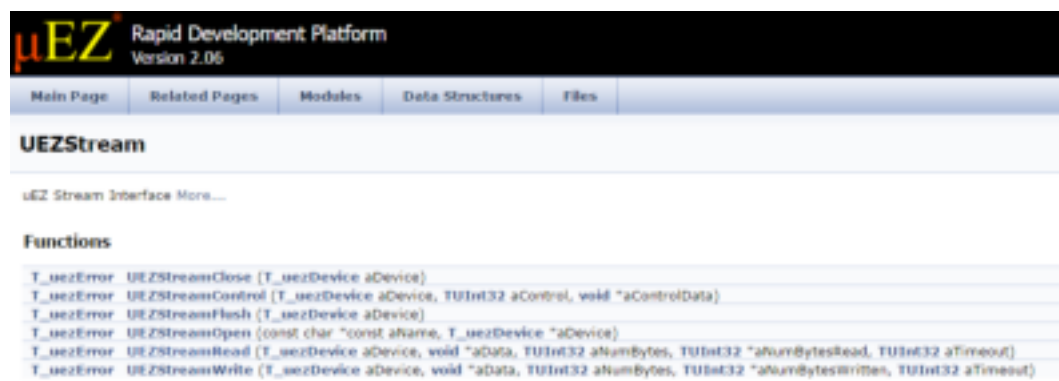 µEZ® Rapid Development Platform
Version 2.06
Main Page Related Pages Modules Data Structures Files
UEZStream
uEZ Stream Interface More...
Functions
T_uezError UEZStreamClose (T_uezDevice aDevice)
T_uezError UEZStreamControl (T_uezDevice aDevice, TUInt32 aControl, void *aControlData)
T_uezError UEZStreamFlush (T_uezDevice aDevice)
T_uezError UEZStreamOpen (const char *const aName, T_uezDevice *aDevice)
T_uezError UEZStreamRead (T_uezDevice aDevice, void *aData, TUInt32 aNumBytes, TUInt32 *aNumBytesRead, TUInt32 aTimeout)
T_uezError UEZStreamWrite (T_uezDevice aDevice, void *aData, TUInt32 aNumBytes, TUInt32 *aNumBytesWritten, TUInt32 aTimeout)